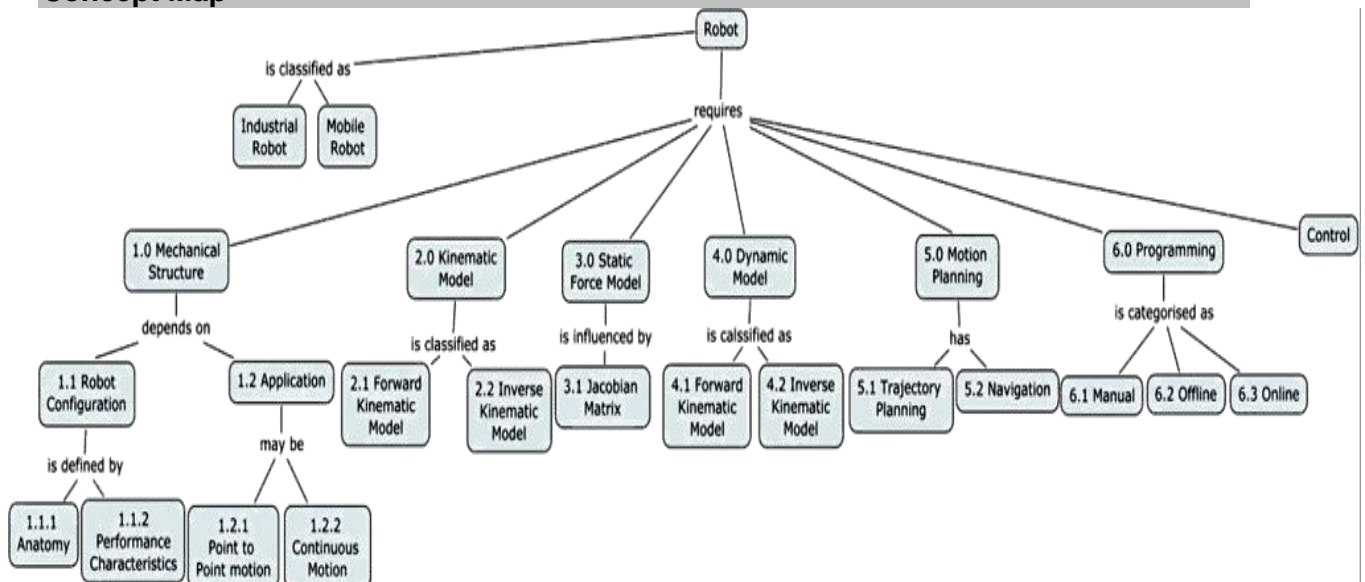 Concept Map
Robot
is classified as
Industrial
Robot
Mobile
Robot
requires
1.0 Mechanical
Structure
2.0 Kinematic
Model
3.0 Static
Force Model
4.0 Dynamic
Model
5.0 Motion
Planning
6.0 Programming
Control
depends on
is classified as
is influenced by
is calssified as
has
is categorised as
1.1 Robot
Configuration
1.2 Application
2.1 Forward
Kinematic
Model
2.2 Inverse
Kinematic
Model
3.1 Jacobian
Matrix
4.1 Forward
Kinematic
Model
4.2 Inverse
Kinematic
Model
5.1 Trajectory
Planning
5.2 Navigation
6.1 Manual
6.2 Offline
6.3 Online
is defined by
may be
1.1.1
Anatomy
1.1.2
Performance
Characteristics
1.2.1
Point to
Point motion
1.2.2
Continuous
Motion